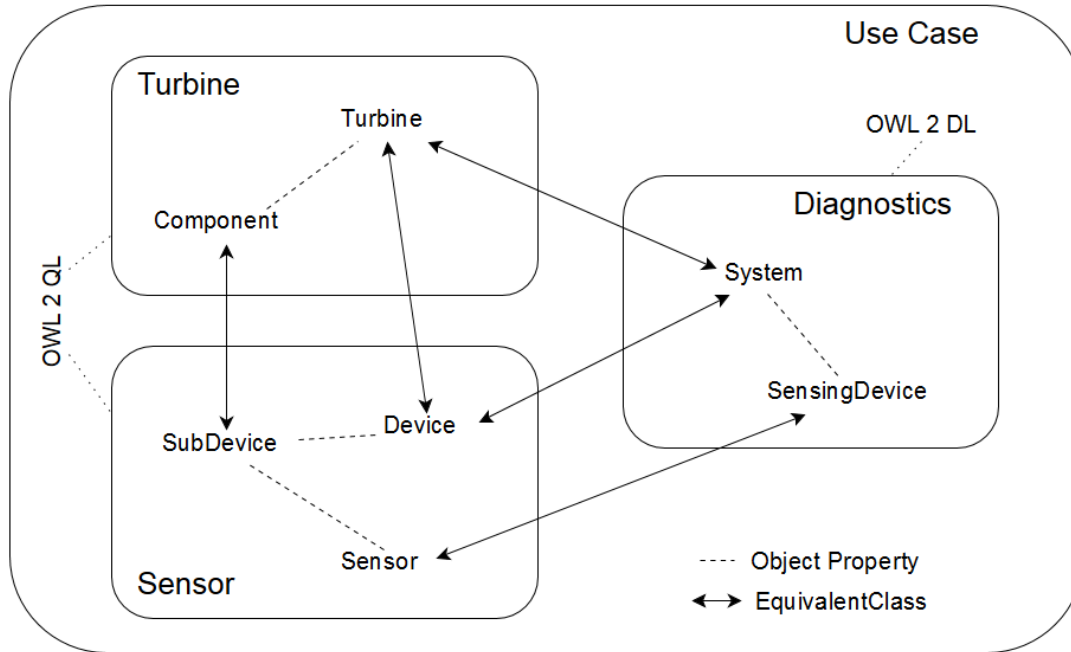 Use Case
Turbine
Turbine
Component
OWL 2 QL
OWL 2 DL
Diagnostics
System
SensingDevice
Device
SubDevice
Sensor
Sensor
Object Property
EquivalentClass